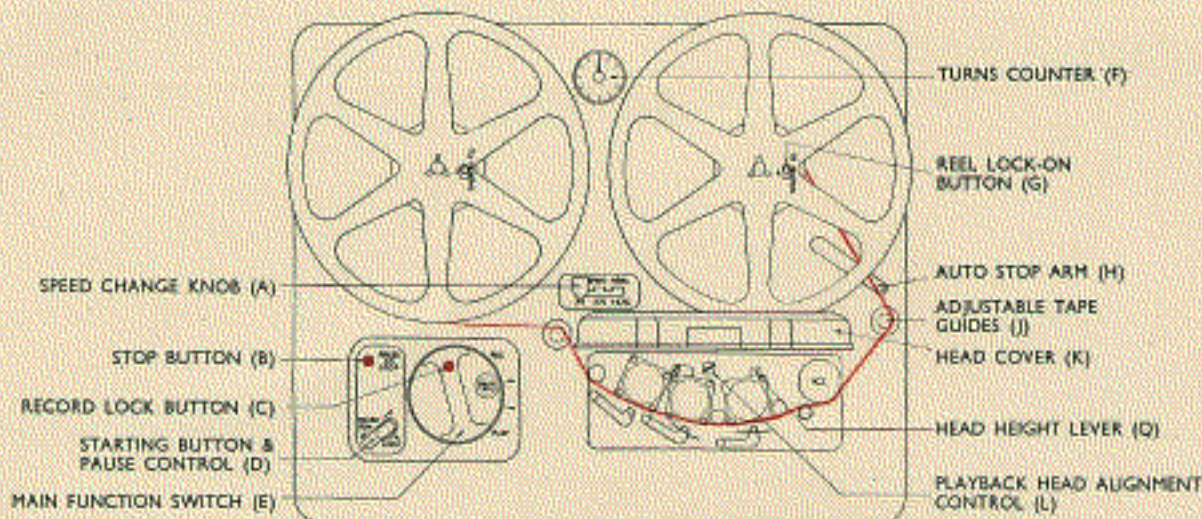 TURNS COUNTER (F)
REEL LOCK-ON
BUTTON (G)
SPEED CHANGE KNOB (A)
AUTO STOP ARM (H)
ADJUSTABLE TAPE
GUIDES (J)
STOP BUTTON (B)
HEAD COVER (K)
RECORD LOCK BUTTON (C)
STARTING BUTTON &
PAUSE CONTROL (D)
HEAD HEIGHT LEVER (Q)
MAIN FUNCTION SWITCH (E)
PLAYBACK HEAD ALIGNMENT
CONTROL (L)